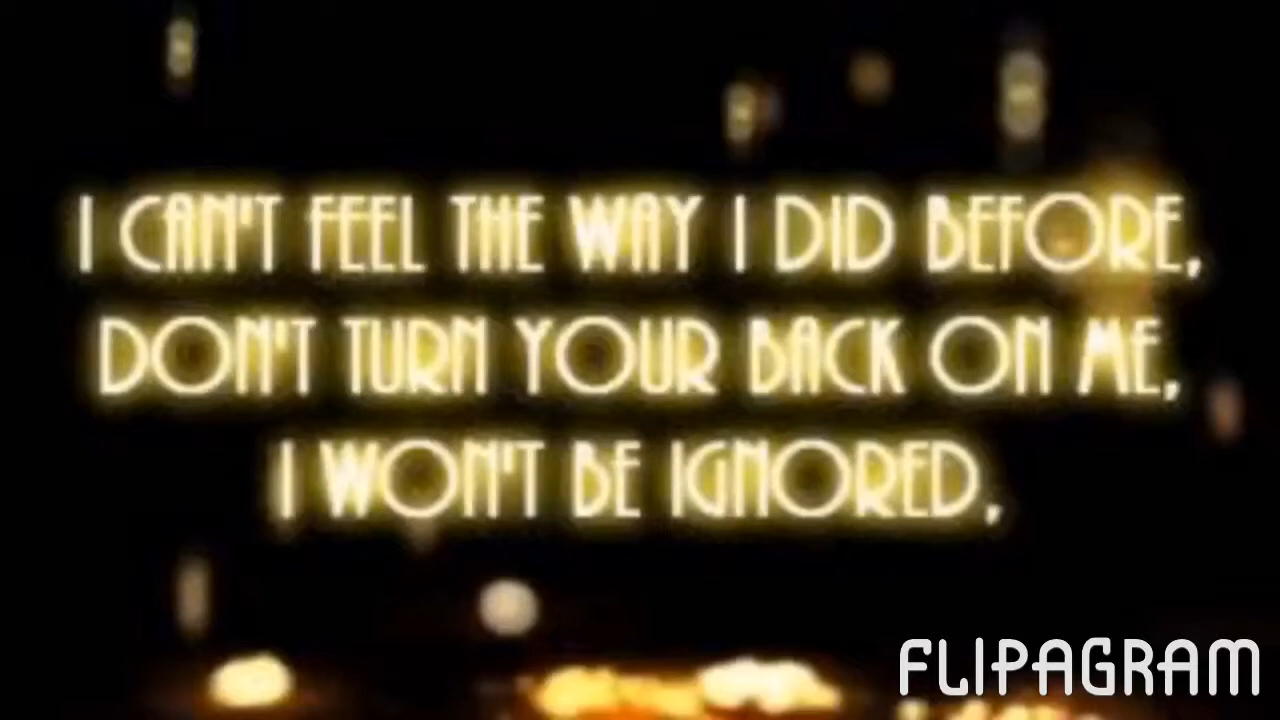 I CAN'T FEEL THE WAY I DID BEFORE,
DON'T TURN YOUR BACK ON ME,
I WON'T BE IGNORED,
FLIPAGRAM